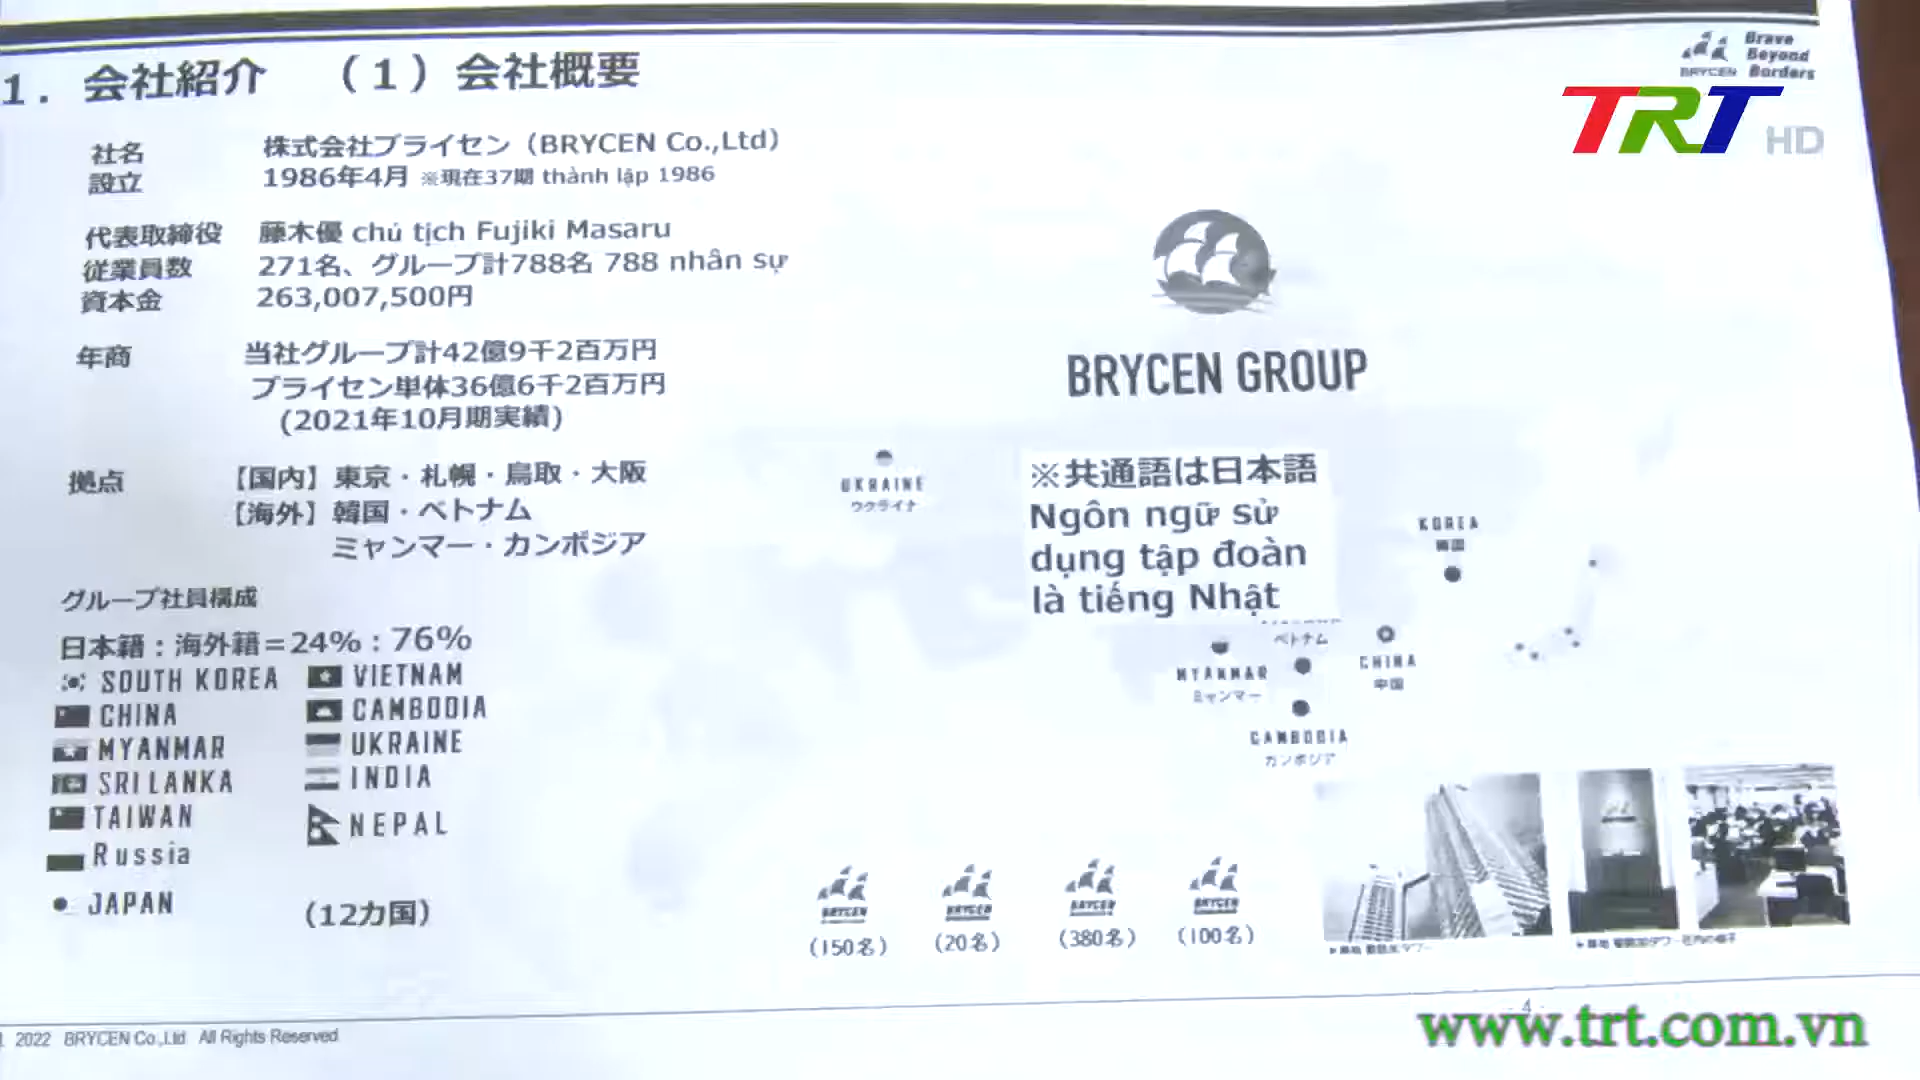 1. 会社紹介 （1）会社概要
Brave
Beyond
Borders
BRYCEN
TRT HD
社名 株式会社ブライセン（BRYCEN Co.,Ltd）
設立 1986年4月 ※現在37期 thành lập 1986
代表取締役 藤木優 chủ tịch Fujiki Masaru
従業員数 271名、グループ計788名 788 nhân sự
資本金 263,007,500円
年商 当社グループ計42億9千2百万円
ブライセン単体36億6千2百万円
(2021年10月期実績)
BRYCEN GROUP
拠点 【国内】東京・札幌・鳥取・大阪
【海外】韓国・ベトナム
ミャンマー・カンボジア
UKRAINE
ウクライナ
※共通語は日本語
Ngôn ngữ sử
dụng tập đoàn
là tiếng Nhật
KOREA
韓国
ベトナム
MYANMAR
ミャンマー
CHINA
中国
CAMBODIA
カンボジア
グループ社員構成
日本籍：海外籍＝24%：76%
SOUTH KOREA VIETNAM
CHINA CAMBODIA
MYANMAR UKRAINE
SRI LANKA INDIA
TAIWAN NEPAL
Russia
JAPAN （12カ国）
BRYCEN BRYCEN BRYCEN BRYCEN
（150名） （20名） （380名） （100名）
4
2022 BRYCEN Co.,Ltd All Rights Reserved
www.trt.com.vn